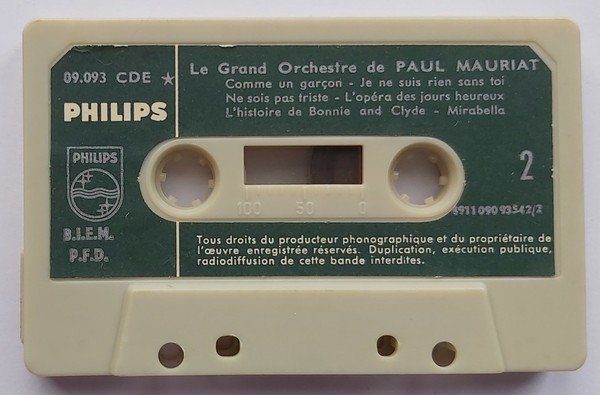 09.093 CDE ★
Le Grand Orchestre de PAUL MAURIAT
Comme un garçon - Je ne suis rien sans toi
Ne sois pas triste - L'opéra des jours heureux
L'histoire de Bonnie and Clyde - Mirabella
PHILIPS
PHILIPS
B.I.E.M.
P.F.D.
2
100 50 0
8911 090 93542/2
Tous droits du producteur phonographique et du propriétaire de
l'œuvre enregistrée réservés. Duplication, exécution publique,
radiodiffusion de cette bande interdites.